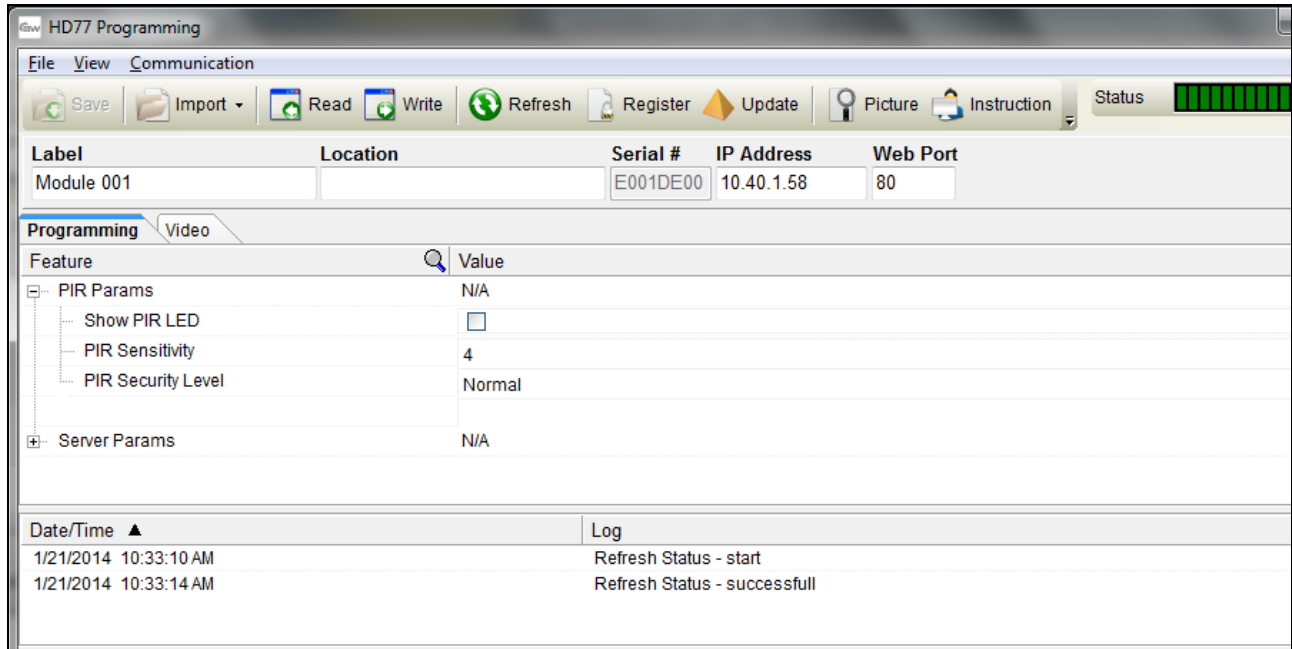 HD77 Programming
File View Communication
Save Import Read Write Refresh Register Update Picture Instruction Status
Label Location Serial # IP Address Web Port
Module 001 E001DE00 10.40.1.58 80
Programming Video
Feature Value
PIR Params N/A
Show PIR LED
PIR Sensitivity 4
PIR Security Level Normal
Server Params N/A
Date/Time Log
1/21/2014 10:33:10 AM Refresh Status - start
1/21/2014 10:33:14 AM Refresh Status - successfull